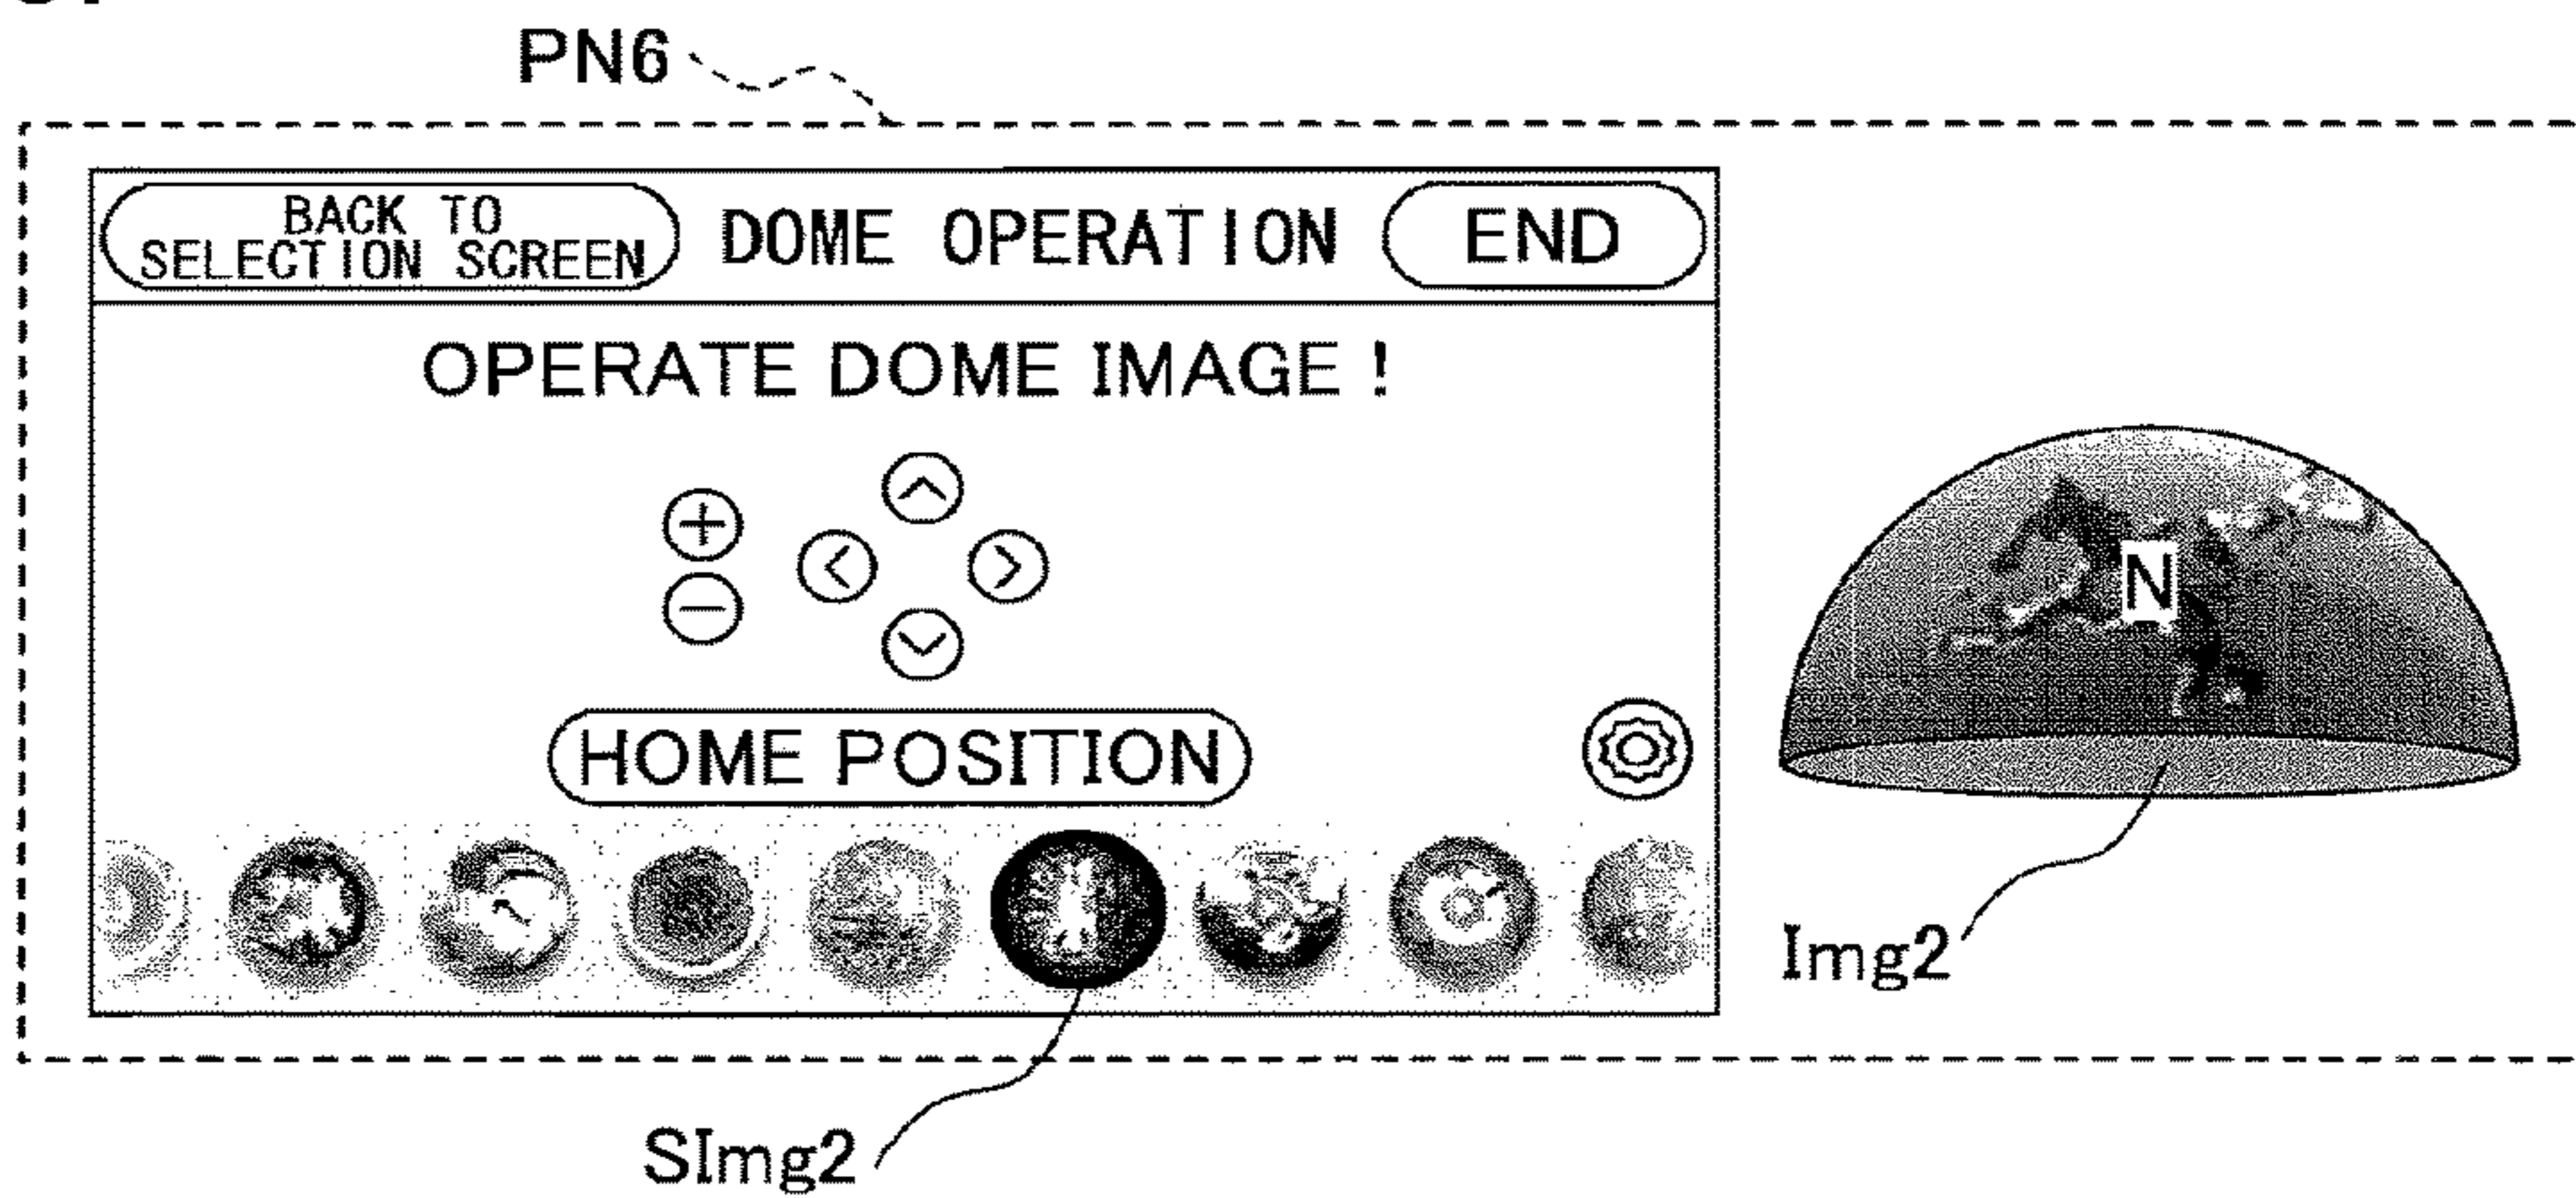 PN6
BACK TO
SELECTION SCREEN
DOME OPERATION
END
OPERATE DOME IMAGE !
N
HOME POSITION
Img2
SImg2